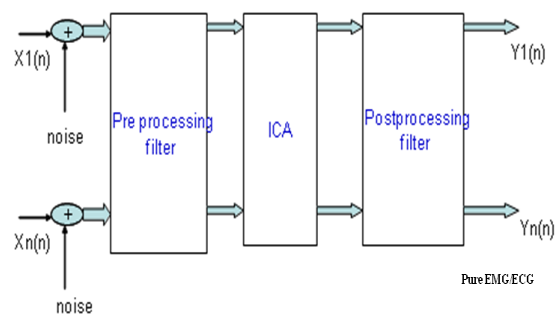 +
X1(n)
Y1(n)
noise
Pre processing
filter
ICA
Postprocessing
filter
+
Xn(n)
Yn(n)
noise
Pure EMG/ECG